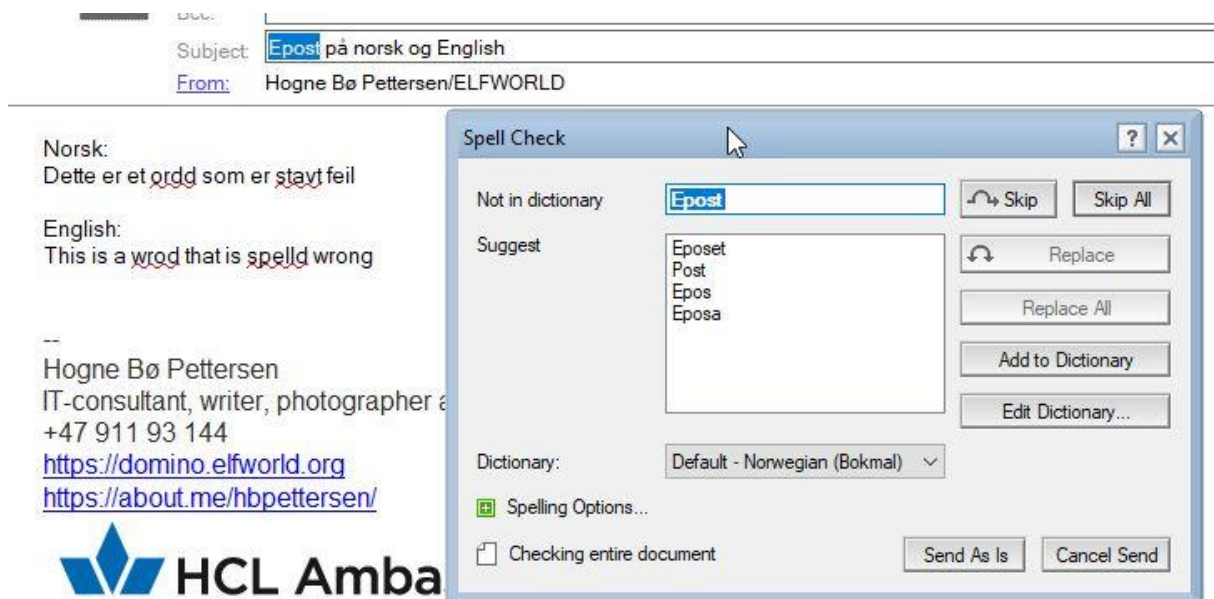 Subject: Epost på norsk og English
From: Hogne Bø Pettersen/ELFWORLD
Norsk:
Dette er et ordd som er stavt feil
English:
This is a wrod that is spelld wrong
--
Hogne Bø Pettersen
IT-consultant, writer, photographer
+47 911 93 144
https://domino.elfworld.org
https://about.me/hbpettersen/
HCL Amba
Spell Check
? X
Not in dictionary Epost Skip Skip All
Suggest Eposet Replace
Post
Epos
Eposa Replace All
Add to Dictionary
Edit Dictionary...
Dictionary: Default - Norwegian (Bokmal)
Spelling Options...
Checking entire document Send As Is Cancel Send